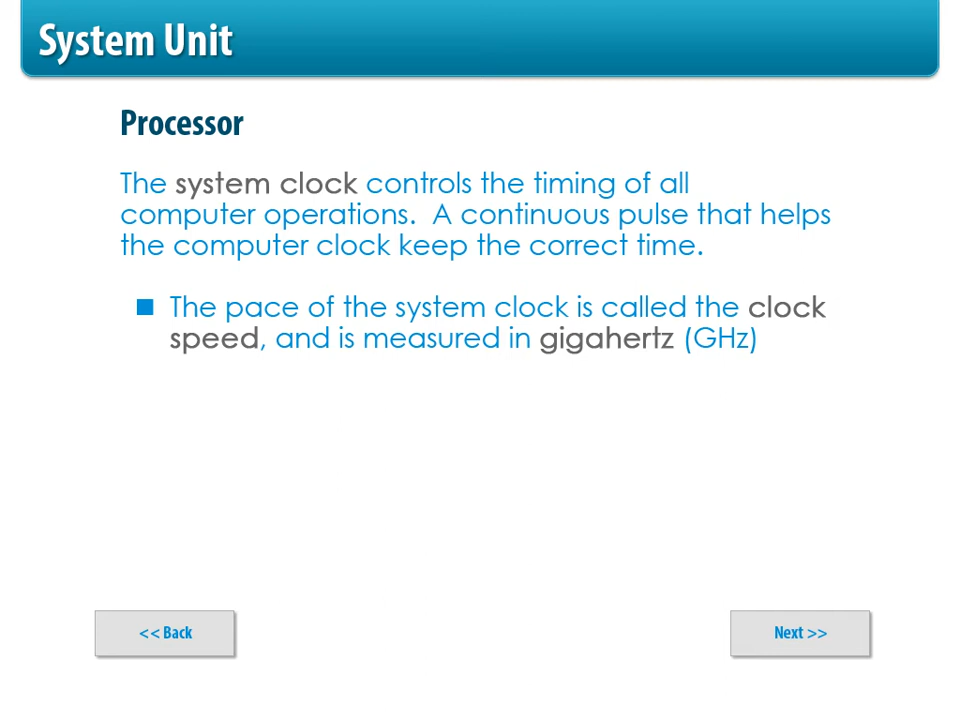 System Unit
Processor
The system clock controls the timing of all
computer operations.  A continuous pulse that helps
the computer clock keep the correct time.
The pace of the system clock is called the clock
speed, and is measured in gigahertz (GHz)
<< Back
Next >>